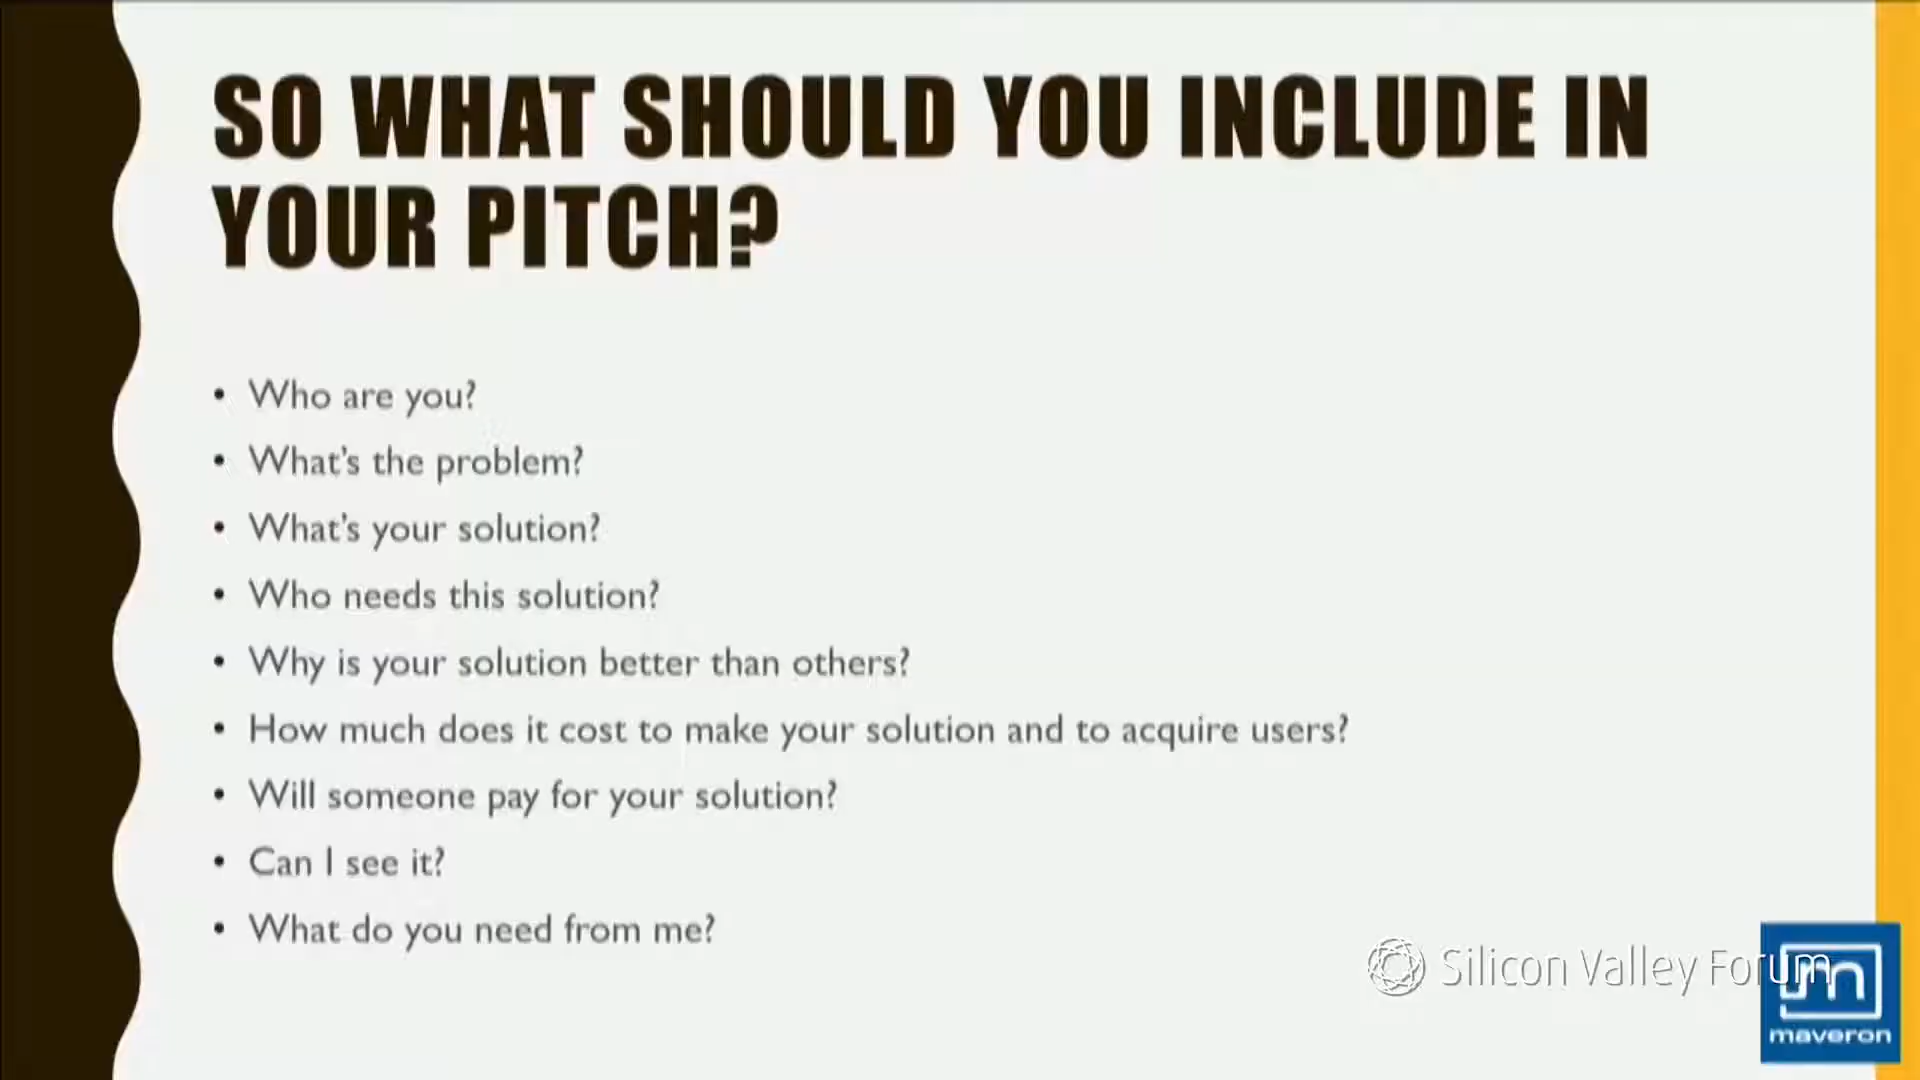 SO WHAT SHOULD YOU INCLUDE IN
YOUR PITCH?
• Who are you?
• What's the problem?
• What's your solution?
• Who needs this solution?
• Why is your solution better than others?
• How much does it cost to make your solution and to acquire users?
• Will someone pay for your solution?
• Can I see it?
• What do you need from me?
Silicon Valley Forum
m
maveron